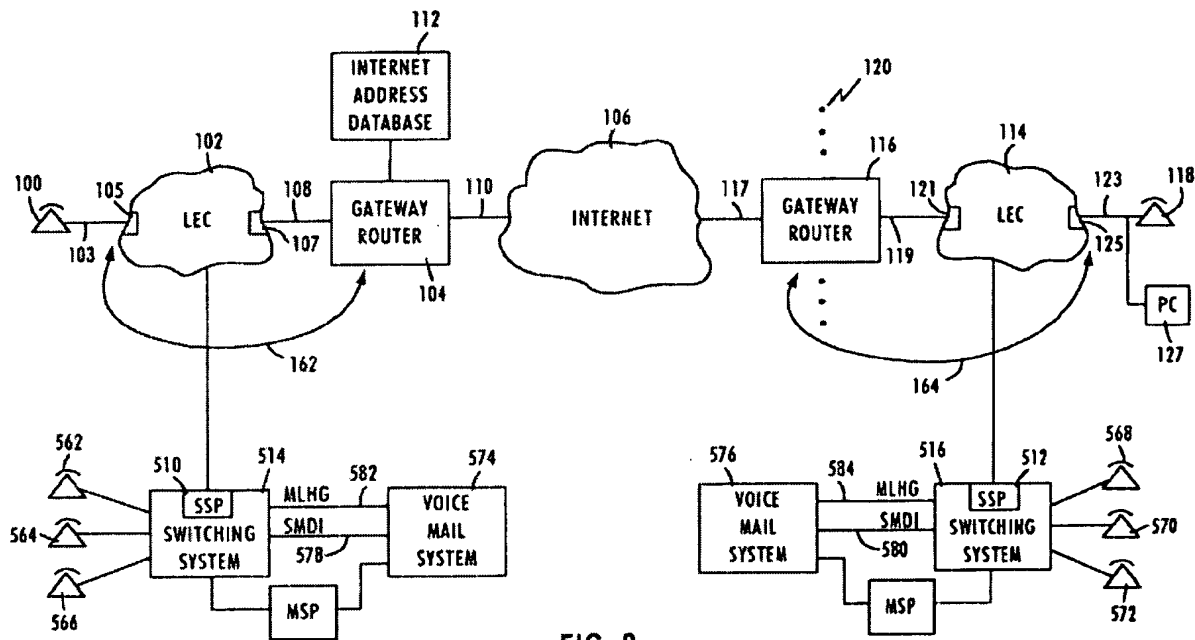 112
INTERNET
ADDRESS
DATABASE
120
106
102
116
114
100
105
108
110
117
121
123
118
LEC
INTERNET
GATEWAY
ROUTER
GATEWAY
ROUTER
LEC
103
107
119
125
104
PC
127
162
164
562
510
514
574
576
516
512
568
582
584
SSP
MLHG
VOICE
MAIL
SYSTEM
VOICE
MAIL
SYSTEM
MLHG
SSP
564
SWITCHING
SYSTEM
SMDI
SMDI
SWITCHING
SYSTEM
570
578
580
566
MSP
MSP
572
FIG.